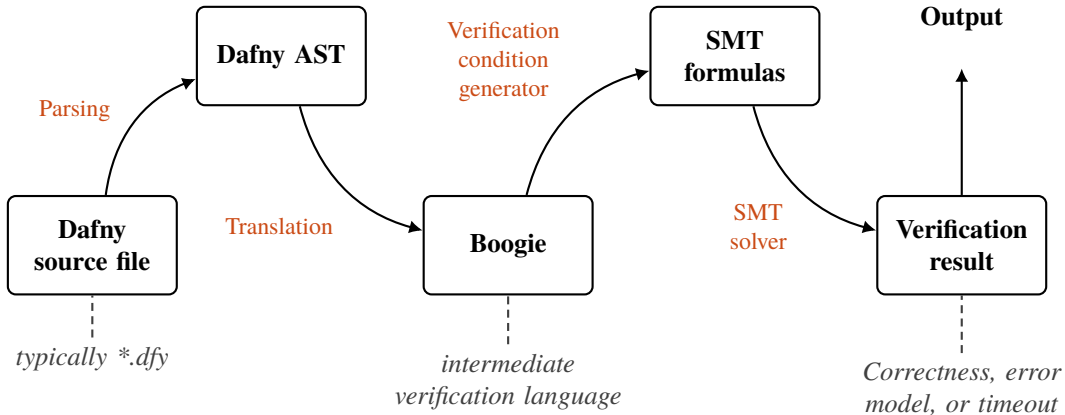 Dafny AST
Verification
condition
generator
SMT
formulas
Output
Parsing
Dafny
source file
Translation
Boogie
SMT
solver
Verification
result
typically *.dfy
intermediate
verification language
Correctness, error
model, or timeout